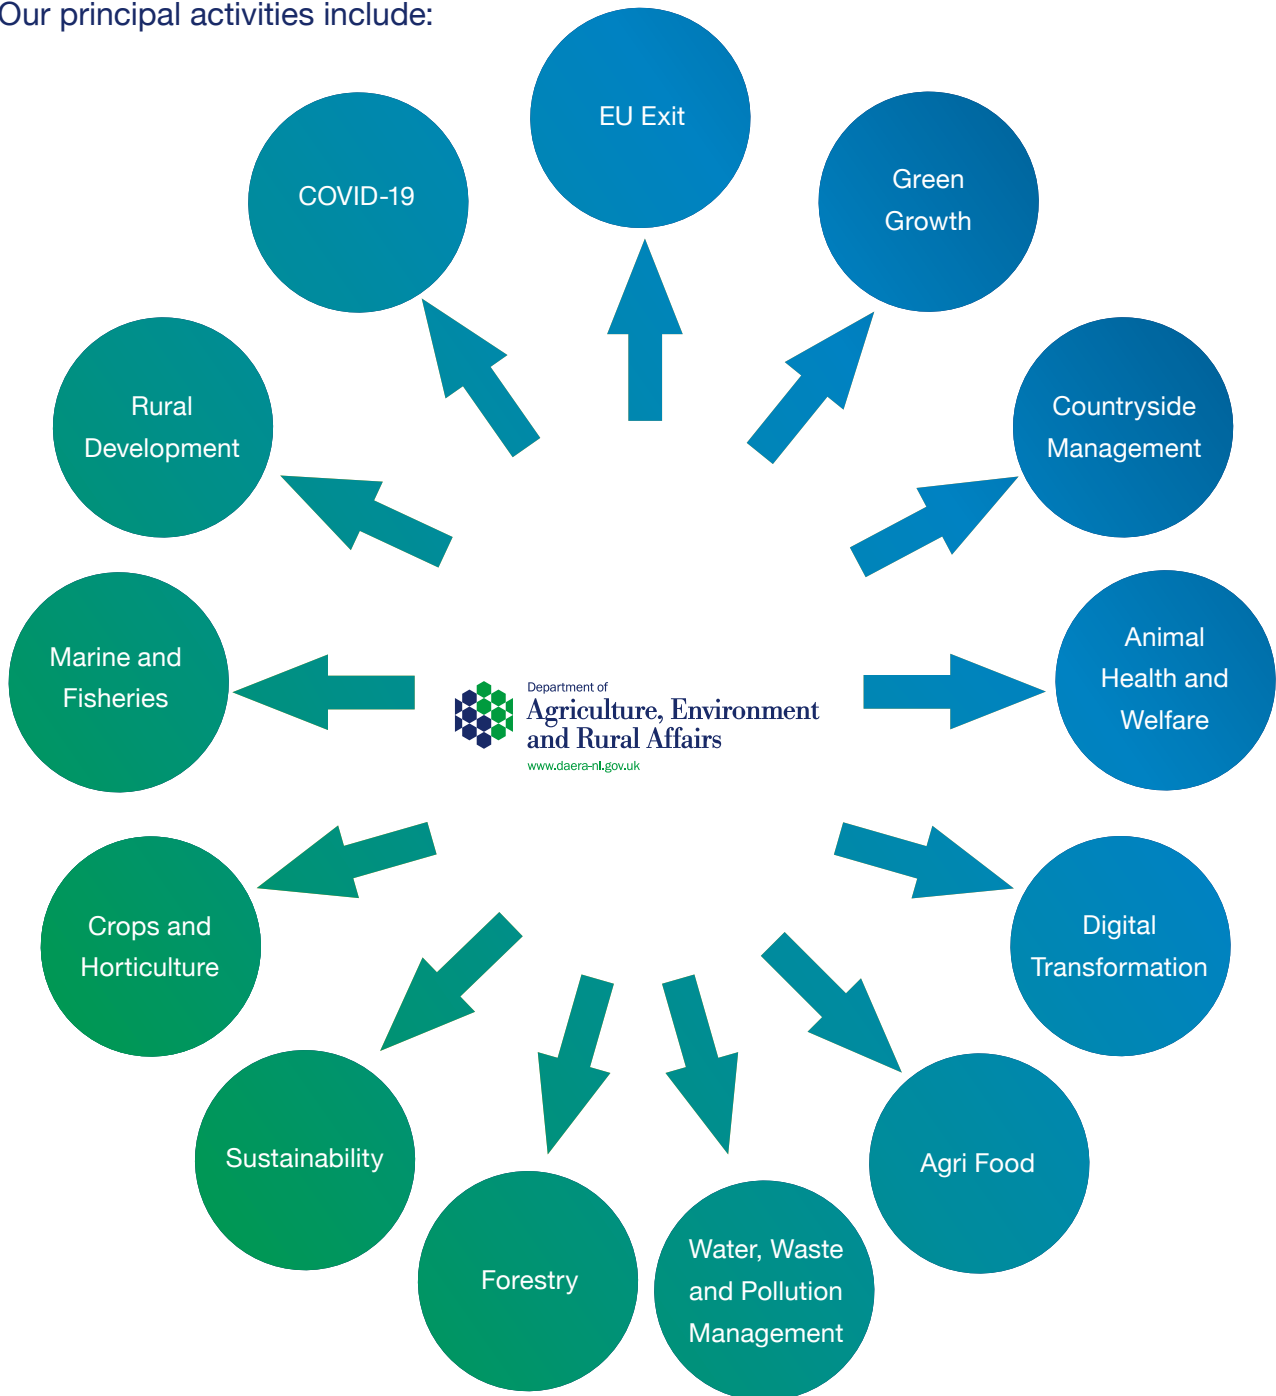 Our principal activities include:
EU Exit
Green
Growth
Countryside
Management
Animal
Health and
Welfare
Digital
Transformation
Agri Food
Water, Waste
and Pollution
Management
Forestry
Sustainability
Crops and
Horticulture
Marine and
Fisheries
Rural
Development
COVID-19
Department of
Agriculture, Environment
and Rural Affairs
www.daera-ni.gov.uk